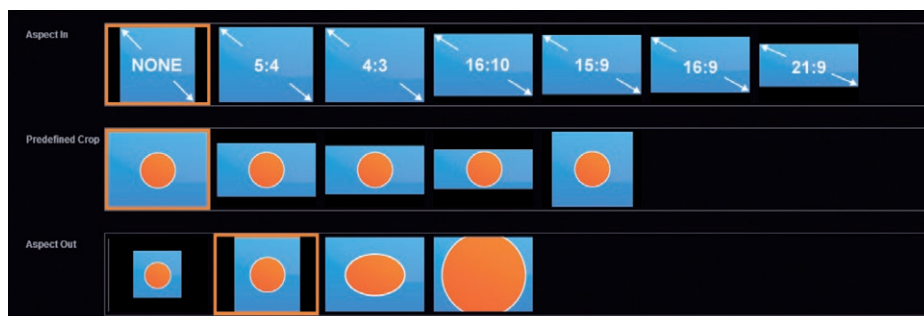 Aspect In
NONE
5:4
4:3
16:10
15:9
16:9
21:9
Predefined Crop
Aspect Out